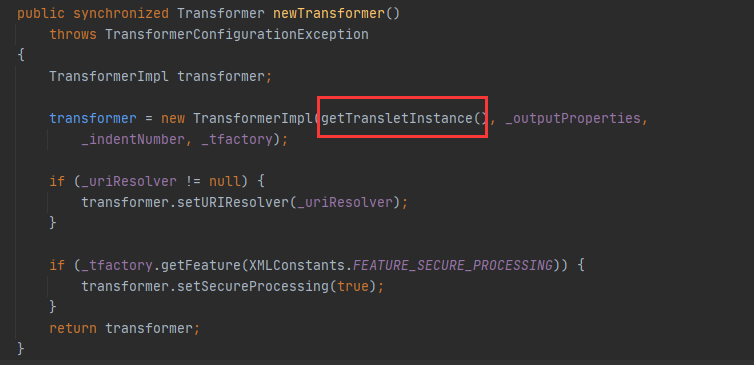 public synchronized Transformer newTransformer()
throws TransformerConfigurationException
{
TransformerImpl transformer;
transformer = new TransformerImpl(getTransletInstance(), _outputProperties,
_indentNumber, _tfactory);
if (_uriResolver != null) {
transformer.setURIResolver(_uriResolver);
}
if (_tfactory.getFeature(XMLConstants.FEATURE_SECURE_PROCESSING)) {
transformer.setSecureProcessing(true);
}
return transformer;
}